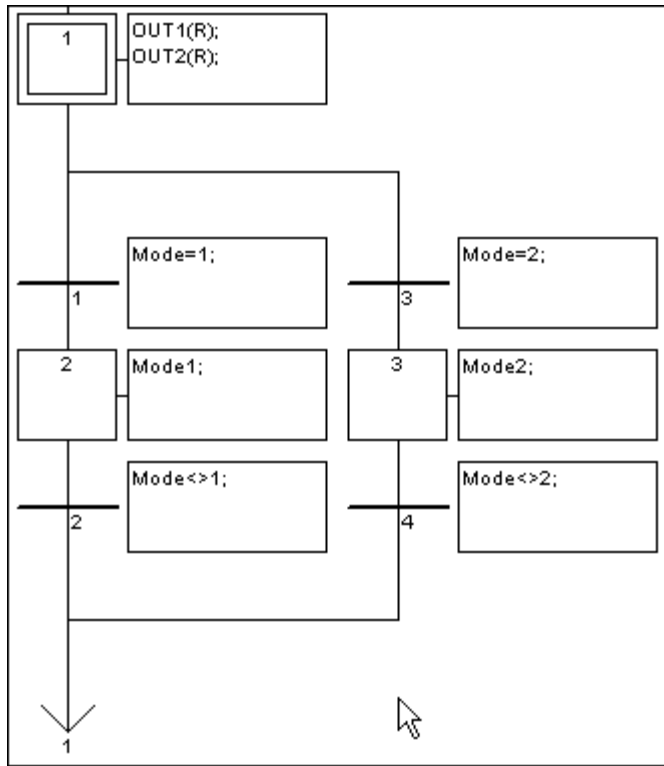 1
OUT1(R);
OUT2(R);
Mode=1;
Mode=2;
1
3
2
Mode1;
3
Mode2;
Mode<>1;
Mode<>2;
2
4
1